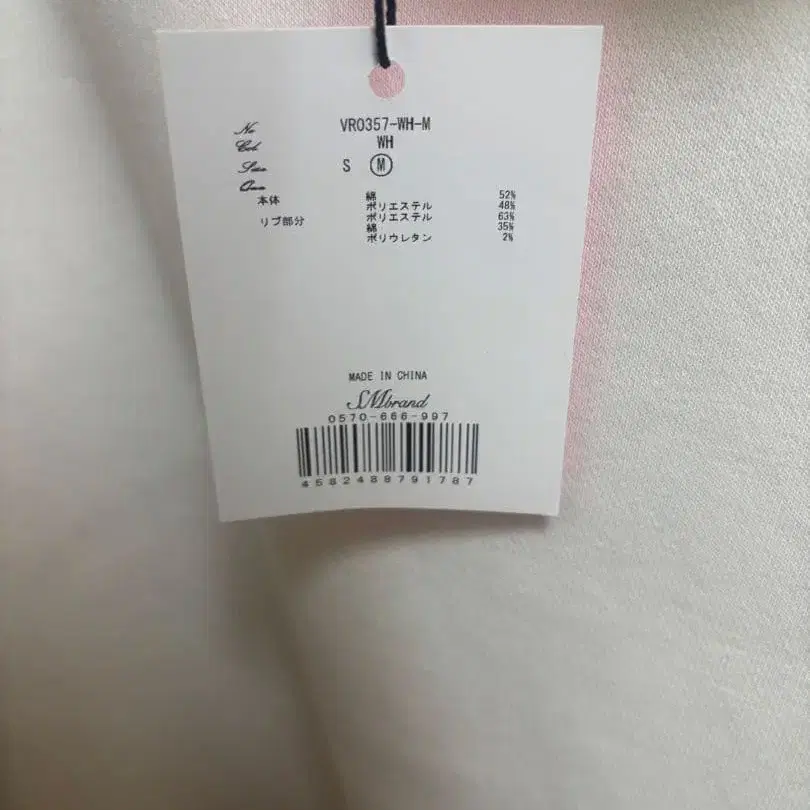 No VR0357-WH-M
Col WH
Size S M
本体 綿 52%
ポリエステル 48%
リブ部分 ポリエステル 63%
綿 35%
ポリウレタン 2%
MADE IN CHINA
SMbrand
0570-666-997
4582488791787